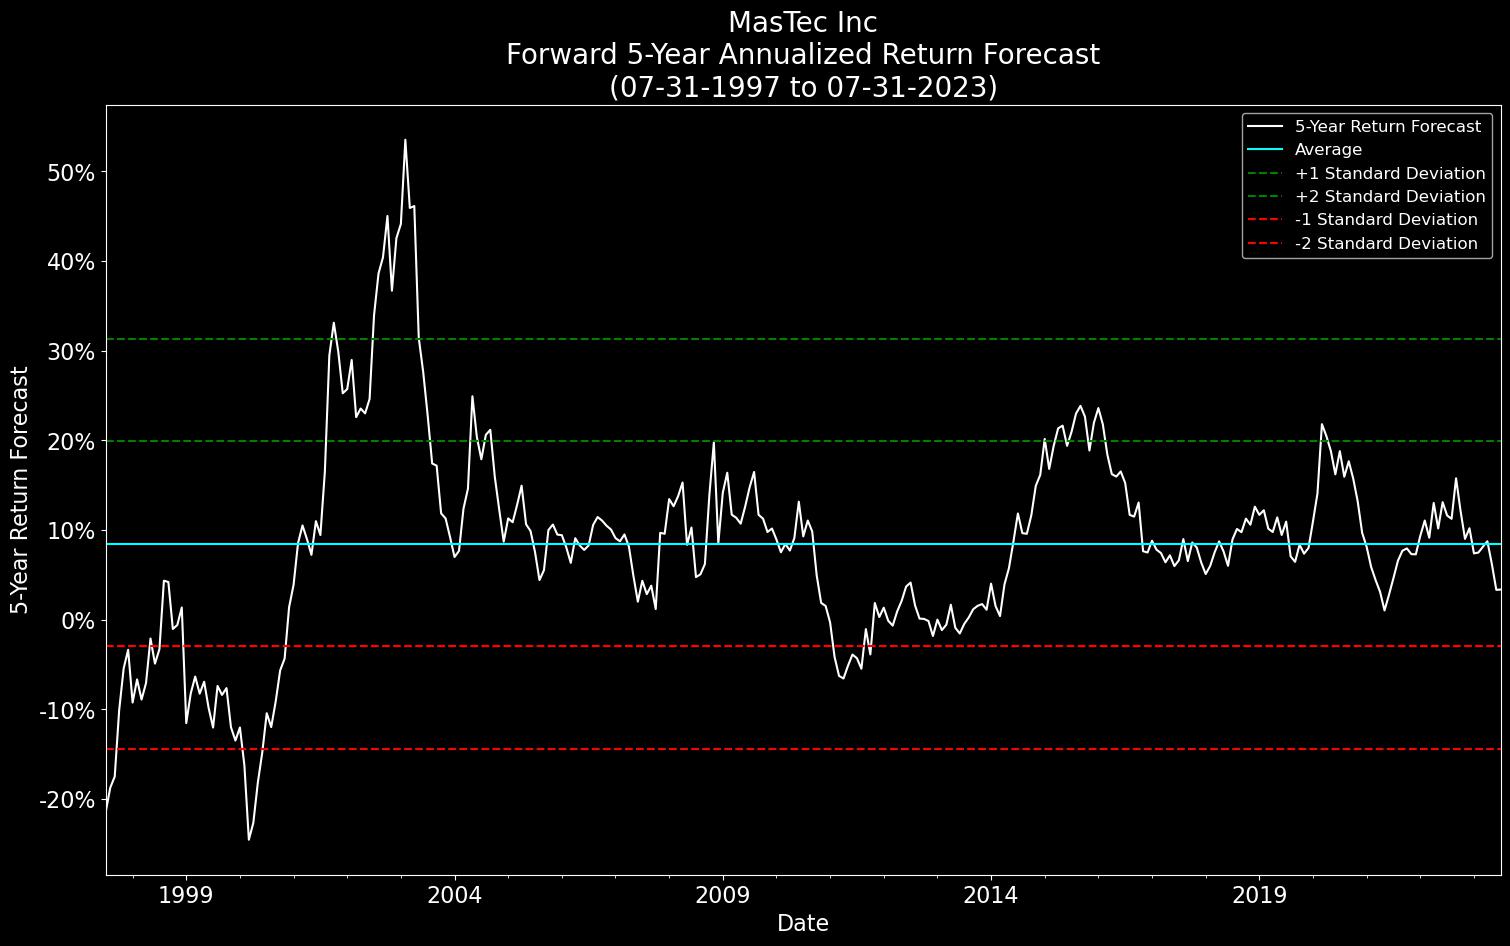 MasTec Inc
Forward 5-Year Annualized Return Forecast
(07-31-1997 to 07-31-2023)
5-Year Return Forecast
Average
+1 Standard Deviation
+2 Standard Deviation
-1 Standard Deviation
-2 Standard Deviation
5-Year Return Forecast
50%
40%
30%
20%
10%
0%
-10%
-20%
1999 2004 2009 2014 2019
Date